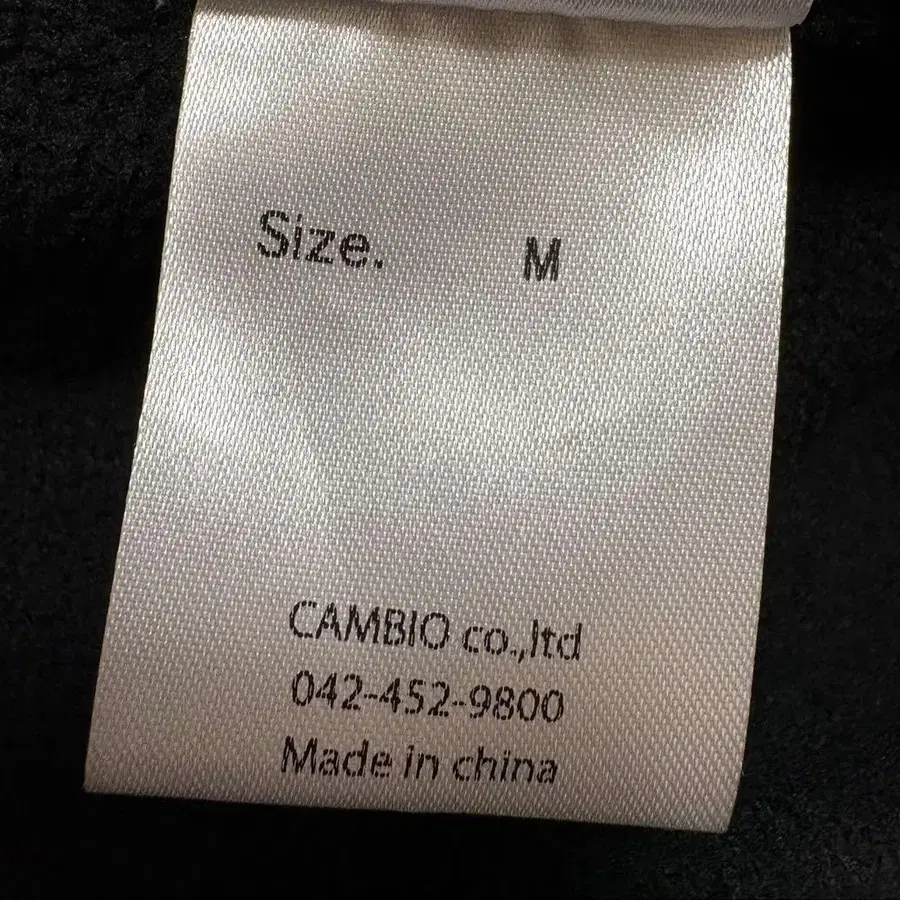 Size. M
CAMBIO co.,ltd
042-452-9800
Made in china